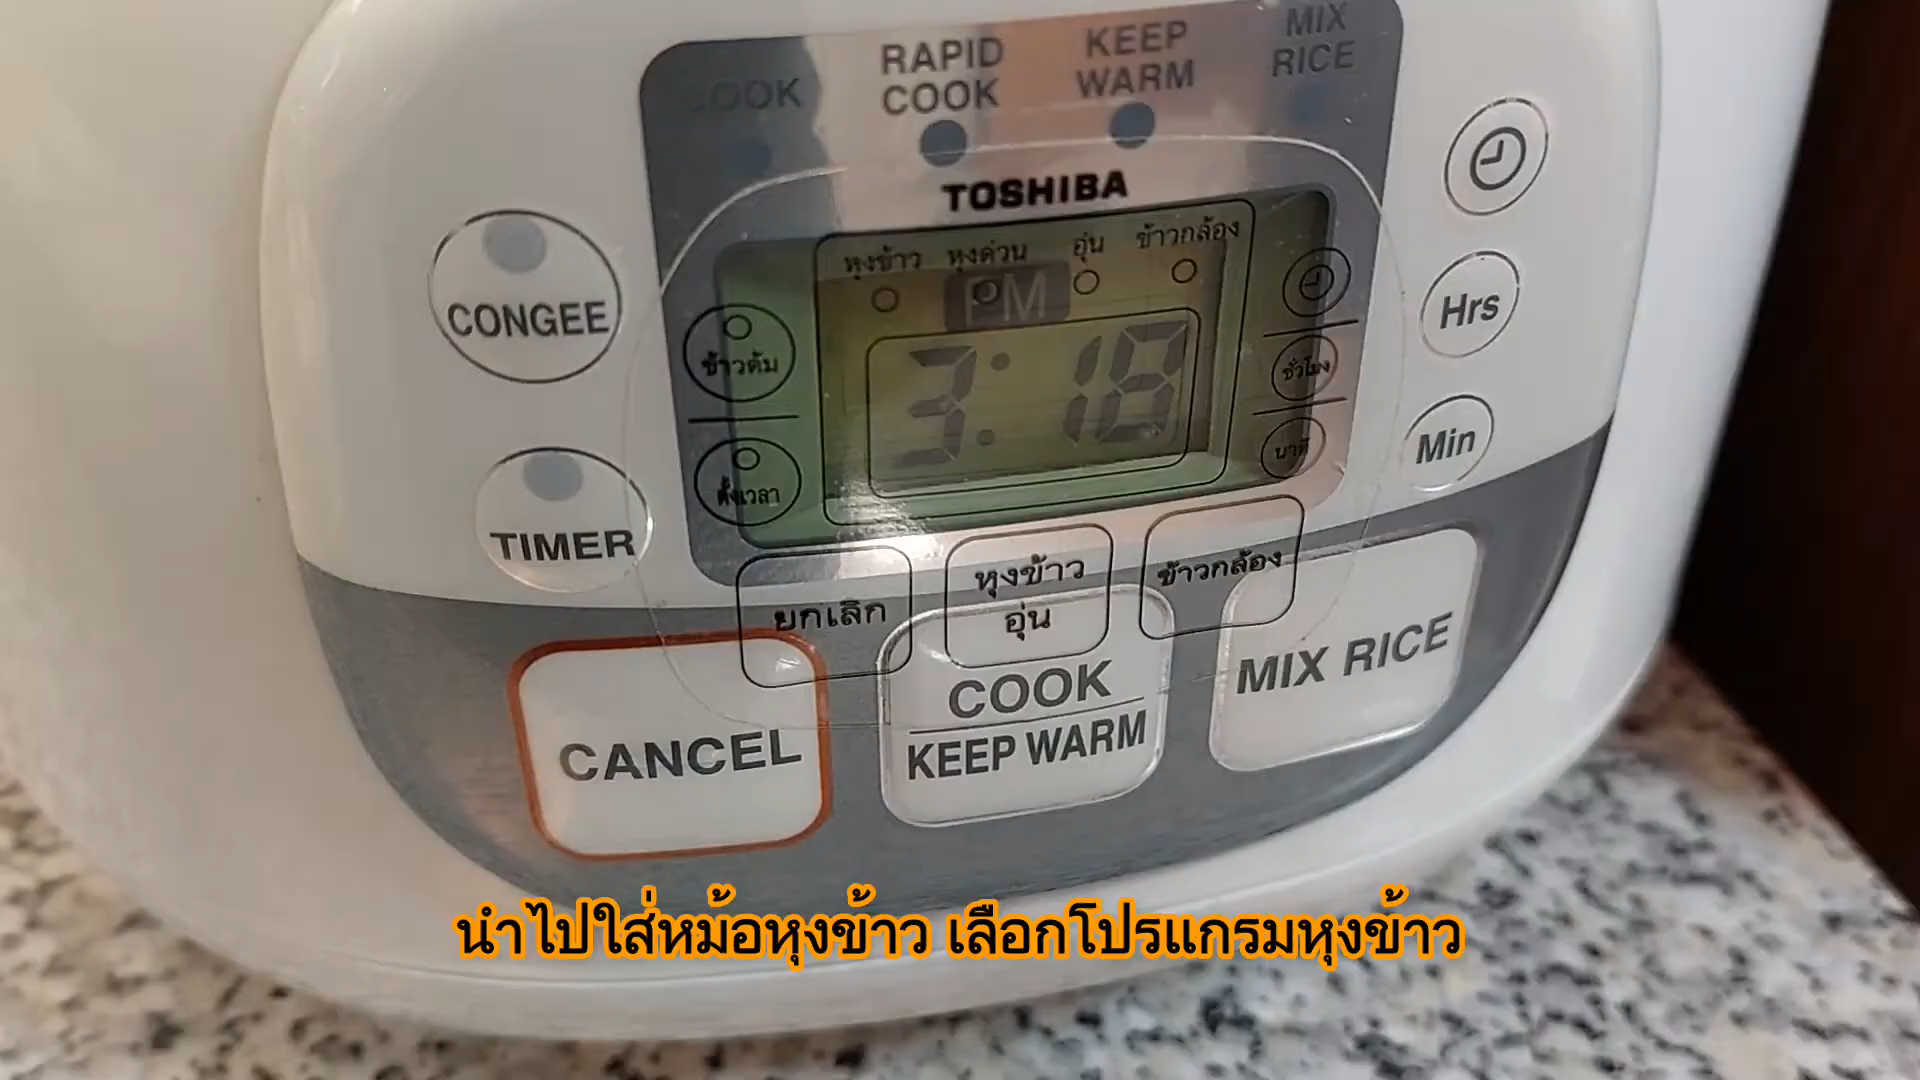 COOK
RAPID
COOK
KEEP
WARM
MIX
RICE
TOSHIBA
หุงข้าว หุงด่วน อุ่น ข้าวกล้อง
PM
3:18
CONGEE
ข้าวต้ม
ชั่วโมง
Hrs
TIMER
ตั้งเวลา
นาที
Min
ยกเลิก
หุงข้าว
อุ่น
ข้าวกล้อง
CANCEL
COOK
KEEP WARM
MIX RICE
นำไปใส่หม้อหุงข้าว เลือกโปรแกรมหุงข้าว